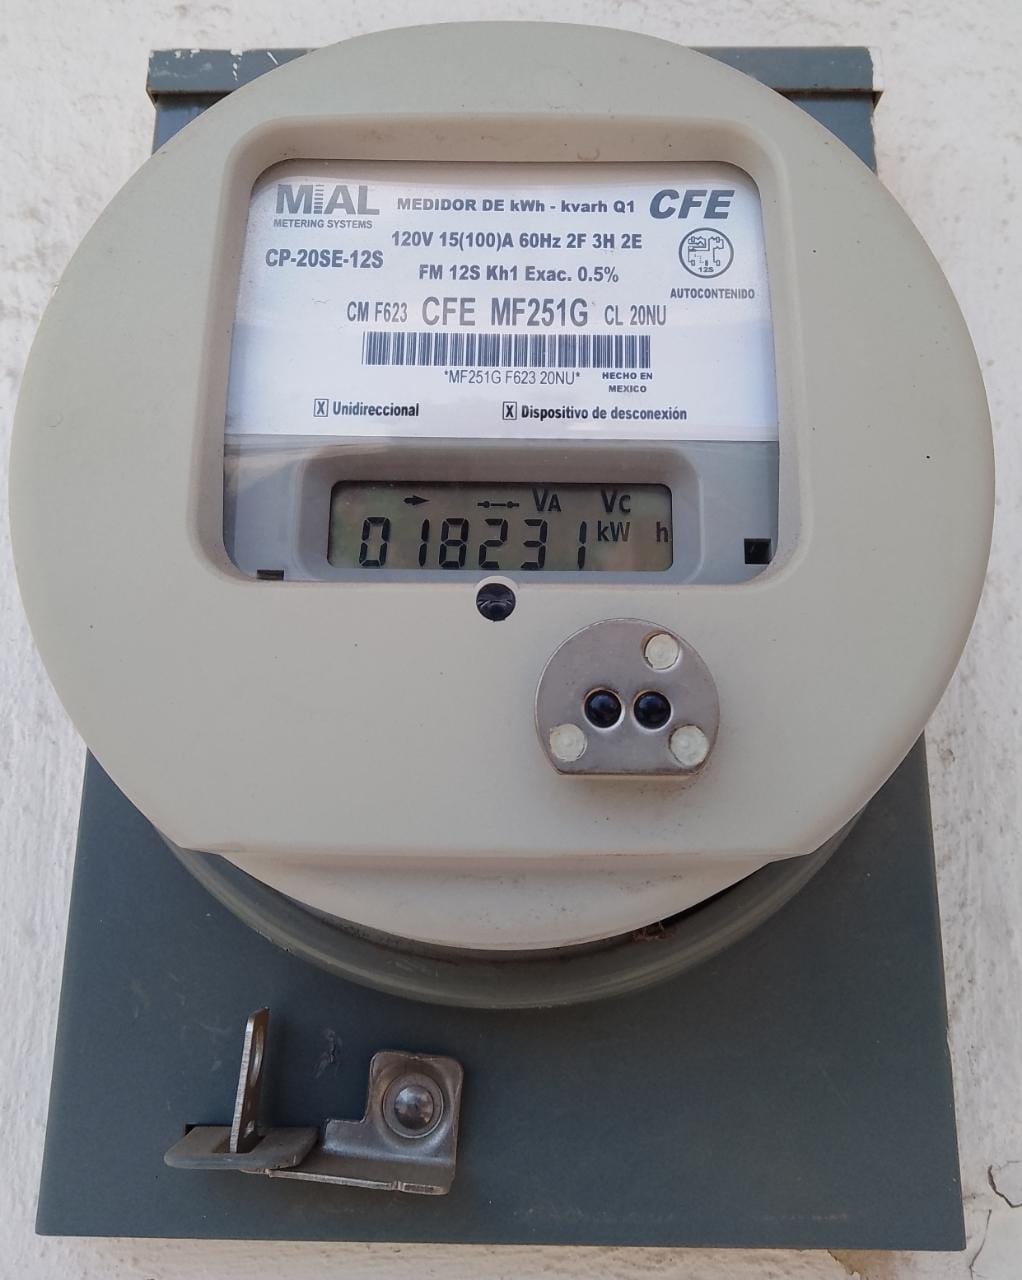 MIAL
METERING SYSTEMS
MEDIDOR DE kWh - kvarh Q1
CFE
120V 15(100)A 60Hz 2F 3H 2E
CP-20SE-12S
FM 12S Kh1 Exac. 0.5%
12S
AUTOCONTENIDO
CM F623 CFE MF251G CL 20NU
*MF251G F623 20NU*
HECHO EN
MEXICO
X Unidireccional
X Dispositivo de desconexión
VA VC
018231 kW h